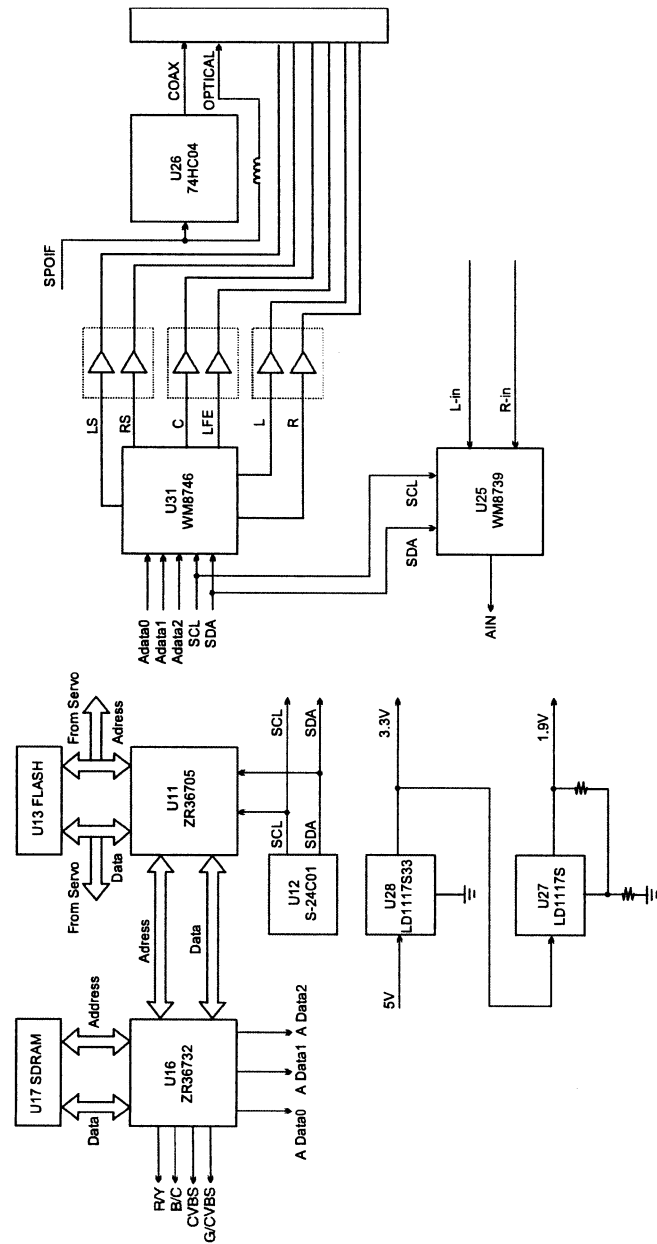 U17 SDRAM
Data
Address
U16
ZR36732
R/Y
B/C
CVBS
G/CVBS
A Data0
A Data1
A Data2
Adress
Data
U13 FLASH
From Servo
Data
From Servo
Adress
U11
ZR36705
U12
S-24C01
SCL
SDA
SCL
SDA
5V
U28
LD1117S33
3.3V
U27
LD1117S
1.9V
Adata0
Adata1
Adata2
SCL
SDA
U31
WM8746
LS
RS
C
LFE
L
R
SPOIF
U26
74HC04
COAX
OPTICAL
SDA
SCL
AIN
U25
WM8739
L-in
R-in